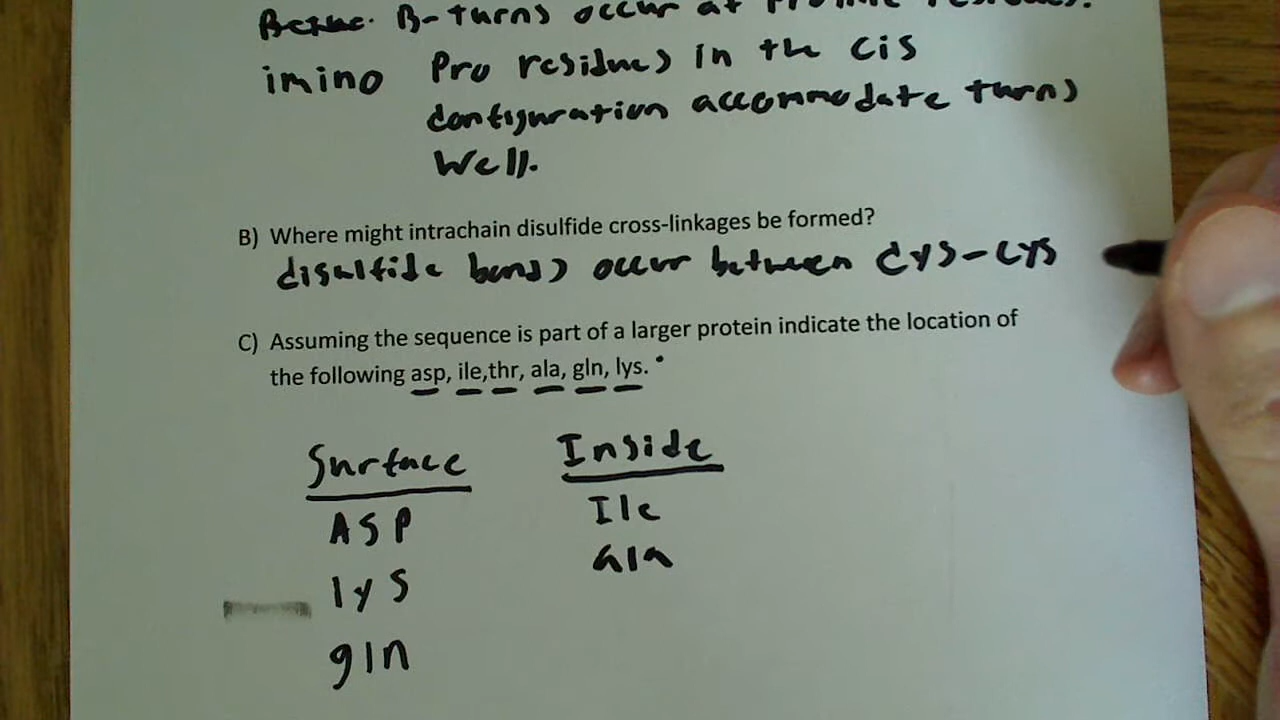 B-turns occur at
imino Pro residues in the cis
configuration accommodate turns
well.
B) Where might intrachain disulfide cross-linkages be formed?
disulfide bonds occur between cys-cys
C) Assuming the sequence is part of a larger protein indicate the location of
the following asp, ile,thr, ala, gln, lys.
Surface Inside
ASP Ile
lys ala
gln